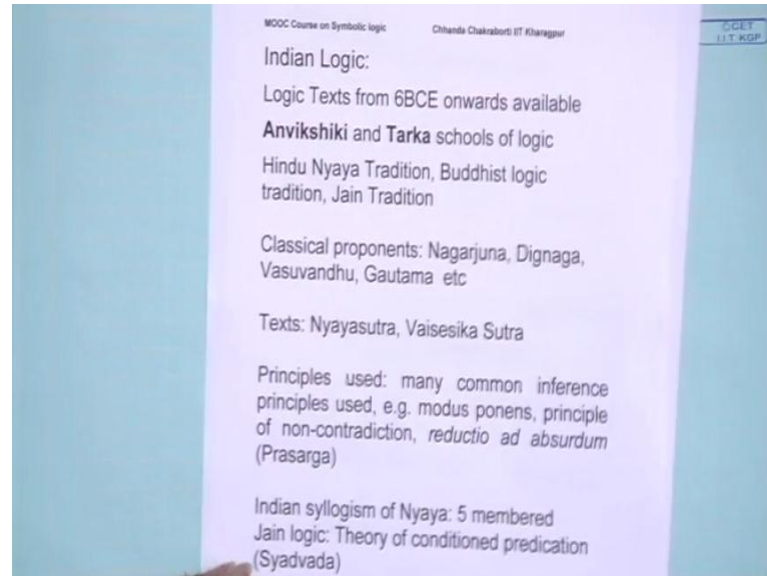 MOOC Course on Symbolic logic Chhanda Chakraborti IIT Kharagpur
CET
I.I.T. KGP
Indian Logic:
Logic Texts from 6BCE onwards available
Anvikshiki and Tarka schools of logic
Hindu Nyaya Tradition, Buddhist logic
tradition, Jain Tradition
Classical proponents: Nagarjuna, Dignaga,
Vasuvandhu, Gautama etc
Texts: Nyayasutra, Vaisesika Sutra
Principles used: many common inference
principles used, e.g. modus ponens, principle
of non-contradiction, reductio ad absurdum
(Prasarga)
Indian syllogism of Nyaya: 5 membered
Jain logic: Theory of conditioned predication
(Syadvada)